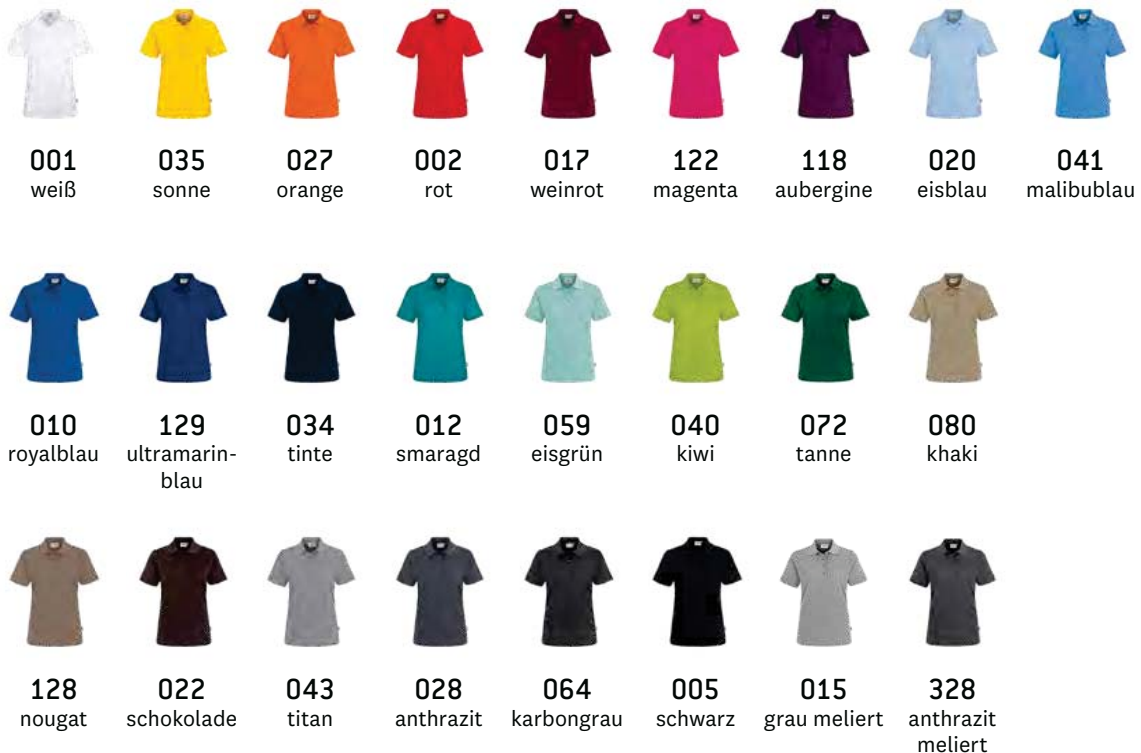 001 035 027 002 017 122 118 020 041
weiß sonne orange rot weinrot magenta aubergine eisblau malibublau
010 129 034 012 059 040 072 080
royalblau ultramarin- tinte smaragd eisgrün kiwi tanne khaki
blau
128 022 043 028 064 005 015 328
nougat schokolade titan anthrazit karbongrau schwarz grau meliert anthrazit
meliert